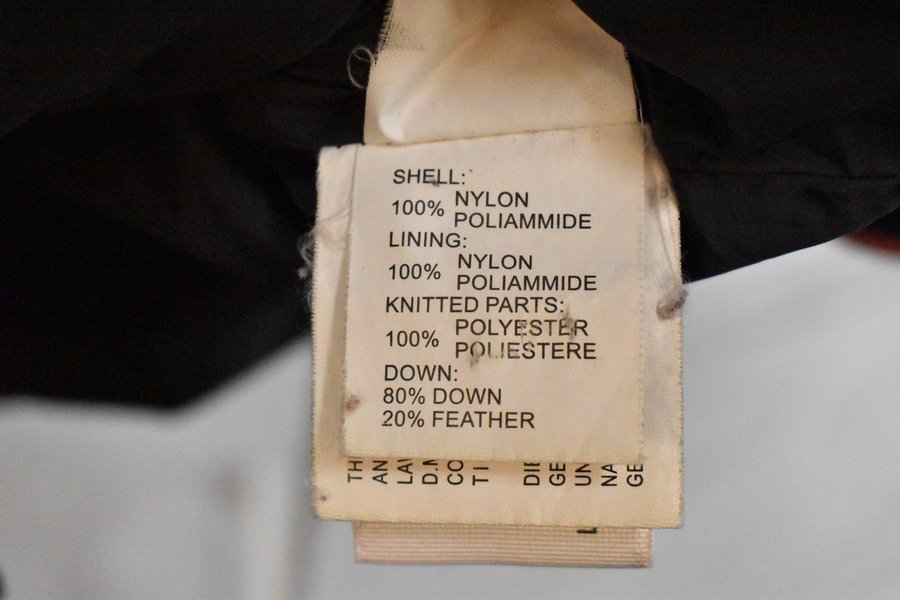 SHELL:
100% NYLON
POLIAMMIDE
LINING:
100% NYLON
POLIAMMIDE
KNITTED PARTS:
100% POLYESTER
POLIESTERE
DOWN:
80% DOWN
20% FEATHER